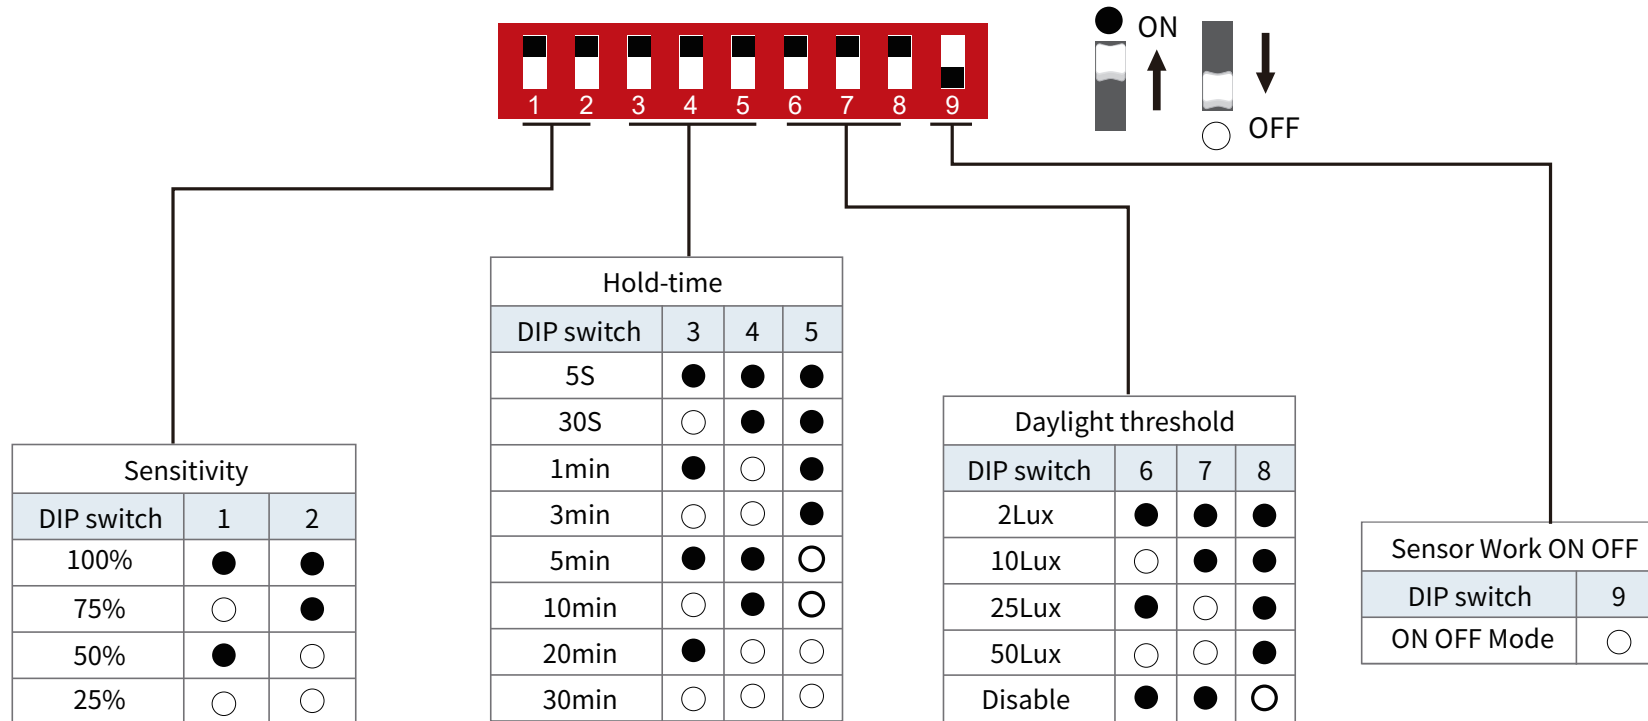 1 2 3 4 5 6 7 8 9
ON
OFF
Hold-time
DIP switch 3 4 5
5S
30S
1min
3min
5min
10min
20min
30min
Sensitivity
DIP switch 1 2
100%
75%
50%
25%
Daylight threshold
DIP switch 6 7 8
2Lux
10Lux
25Lux
50Lux
Disable
Sensor Work ON OFF
DIP switch 9
ON OFF Mode